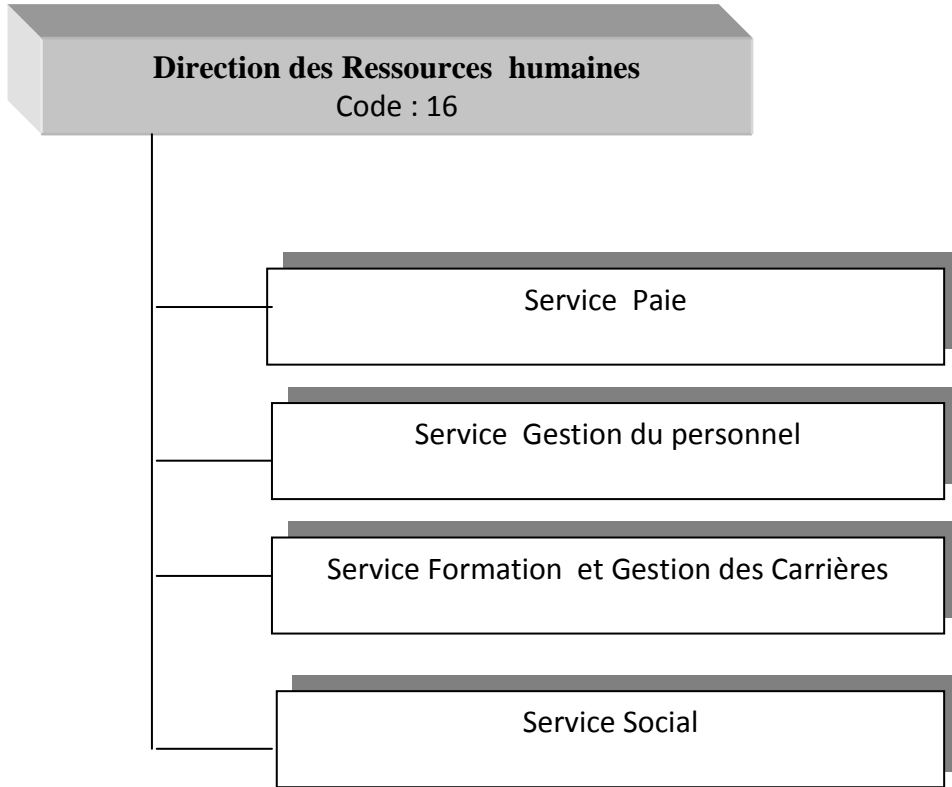 Direction des Ressources humaines
Code : 16
Service Paie
Service Gestion du personnel
Service Formation et Gestion des Carrières
Service Social